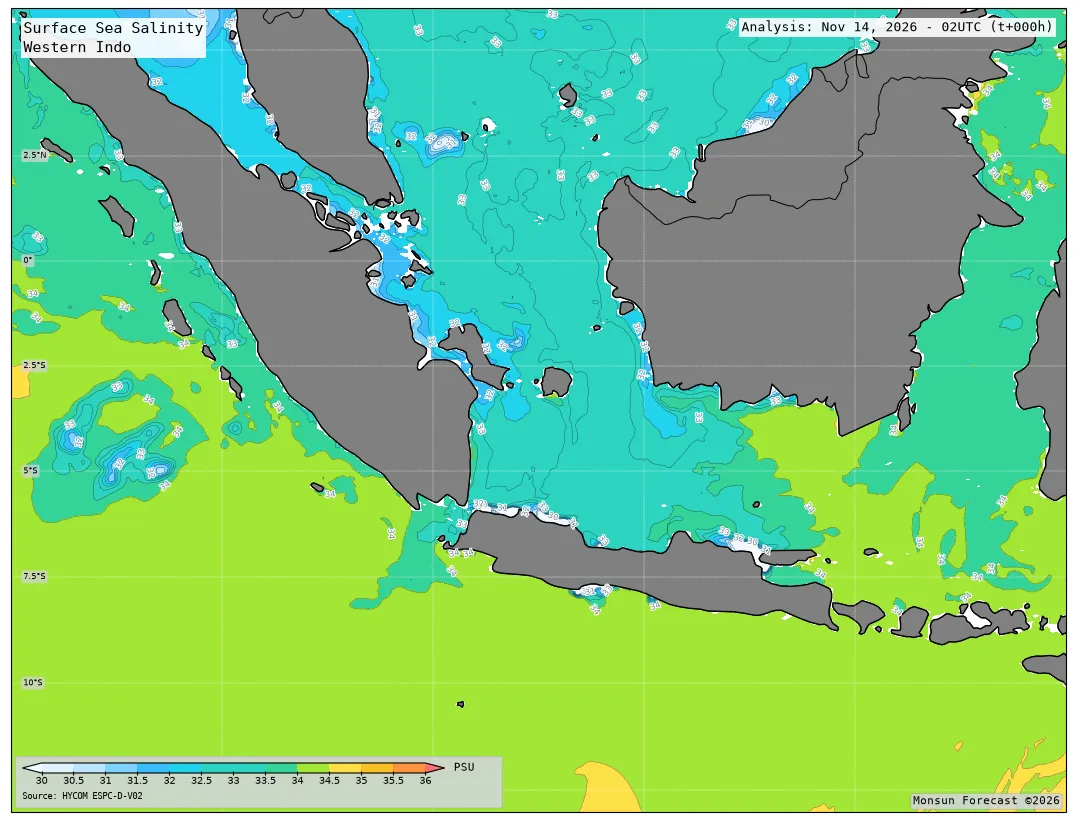 Surface Sea Salinity
Western Indo
Analysis: Nov 14, 2026 - 02UTC (t+000h)
2.5°N
0°
2.5°S
5°S
7.5°S
10°S
PSU
30 30.5 31 31.5 32 32.5 33 33.5 34 34.5 35 35.5 36
Source: HYCOM ESPC-D-V02
Monsun Forecast ©2026